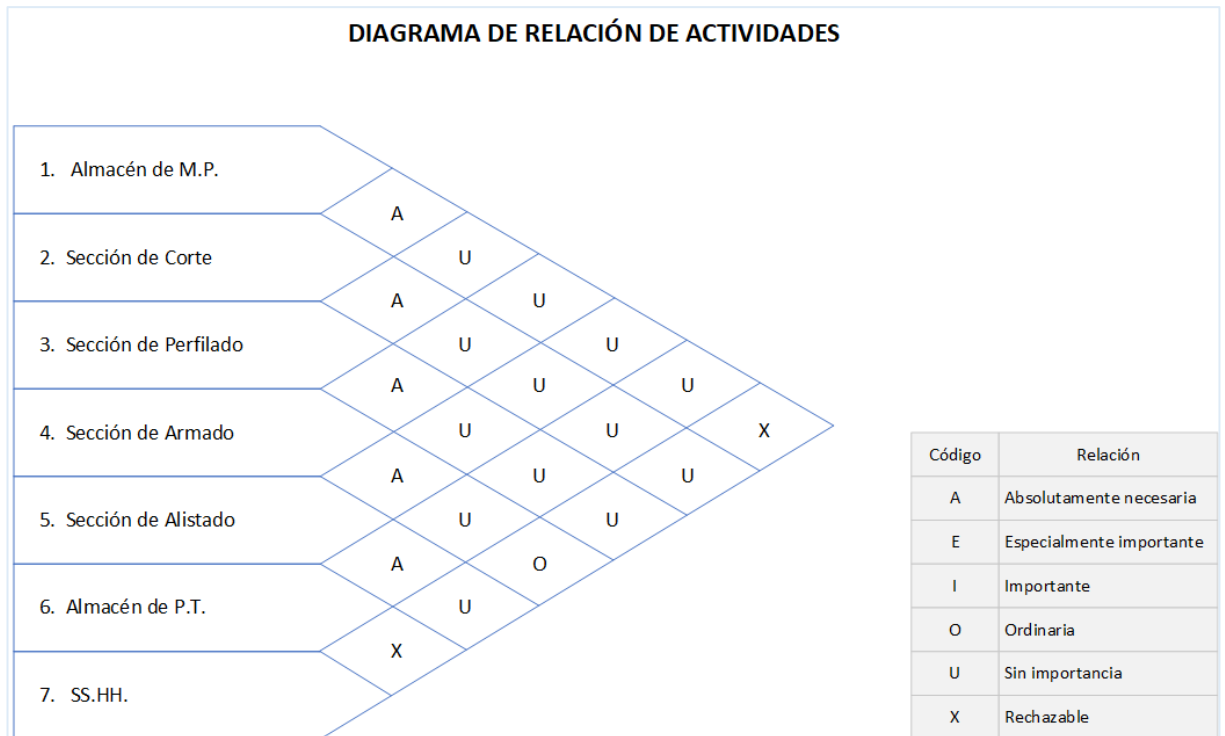 DIAGRAMA DE RELACIÓN DE ACTIVIDADES
1. Almacén de M.P.
A
2. Sección de Corte
U
A
U
3. Sección de Perfilado
U
U
A
U
U
4. Sección de Armado
U
U
X
A
U
U
5. Sección de Alistado
U
U
A
O
6. Almacén de P.T.
U
X
7. SS.HH.
Código Relación
A Absolutamente necesaria
E Especialmente importante
I Importante
O Ordinaria
U Sin importancia
X Rechazable